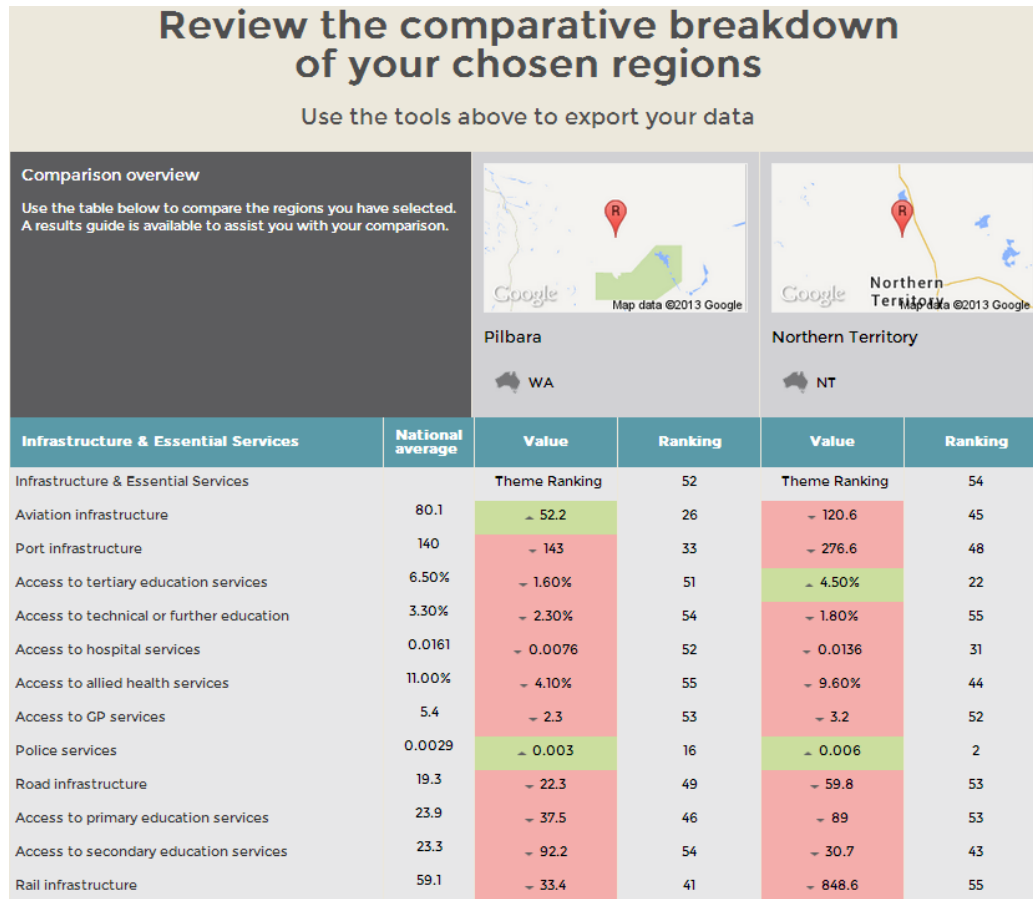 Review the comparative breakdown
of your chosen regions
Use the tools above to export your data
Comparison overview
Use the table below to compare the regions you have selected.
A results guide is available to assist you with your comparison.
R
Google
Map data ©2013 Google
Pilbara
WA
R
Northern
Territory
Google
Map data ©2013 Google
Northern Territory
NT
Infrastructure & Essential Services National average Value Ranking Value Ranking
Infrastructure & Essential Services Theme Ranking 52 Theme Ranking 54
Aviation infrastructure 80.1 52.2 26 120.6 45
Port infrastructure 140 143 33 276.6 48
Access to tertiary education services 6.50% 1.60% 51 4.50% 22
Access to technical or further education 3.30% 2.30% 54 1.80% 55
Access to hospital services 0.0161 0.0076 52 0.0136 31
Access to allied health services 11.00% 4.10% 55 9.60% 44
Access to GP services 5.4 2.3 53 3.2 52
Police services 0.0029 0.003 16 0.006 2
Road infrastructure 19.3 22.3 49 59.8 53
Access to primary education services 23.9 37.5 46 89 53
Access to secondary education services 23.3 92.2 54 30.7 43
Rail infrastructure 59.1 33.4 41 848.6 55